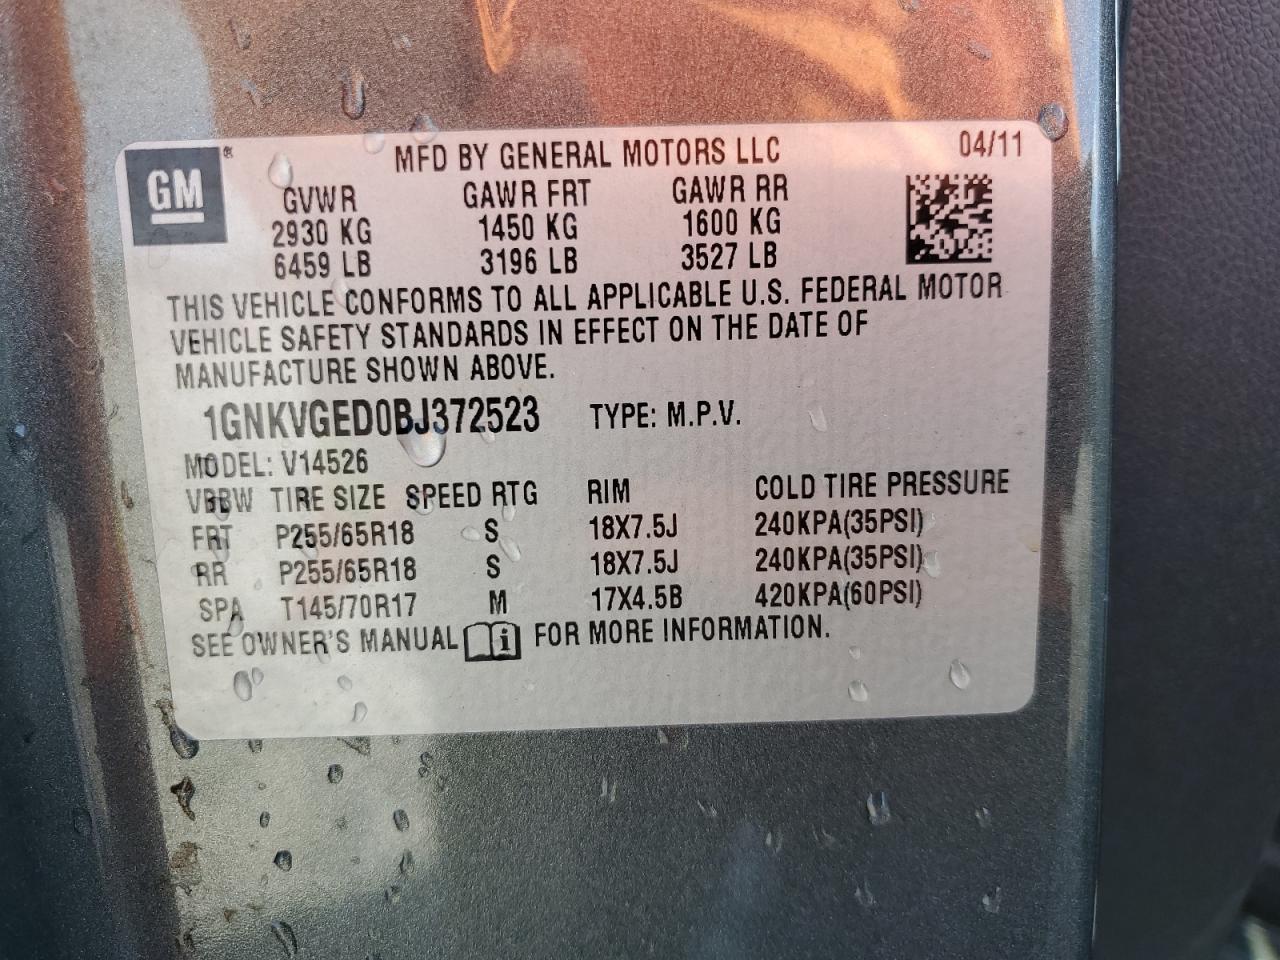 GM ® MFD BY GENERAL MOTORS LLC 04/11
GVWR GAWR FRT GAWR RR
2930 KG 1450 KG 1600 KG
6459 LB 3196 LB 3527 LB
THIS VEHICLE CONFORMS TO ALL APPLICABLE U.S. FEDERAL MOTOR
VEHICLE SAFETY STANDARDS IN EFFECT ON THE DATE OF
MANUFACTURE SHOWN ABOVE.
1GNKVGED0BJ372523 TYPE: M.P.V.
MODEL: V14526
VBBW TIRE SIZE SPEED RTG RIM COLD TIRE PRESSURE
FRT P255/65R18 S 18X7.5J 240KPA(35PSI)
RR P255/65R18 S 18X7.5J 240KPA(35PSI)
SPA T145/70R17 M 17X4.5B 420KPA(60PSI)
SEE OWNER'S MANUAL i FOR MORE INFORMATION.